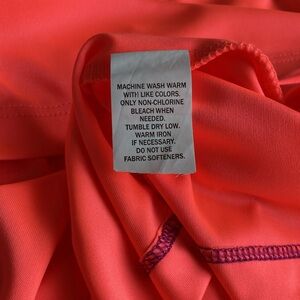 MACHINE WASH WARM
WITH LIKE COLORS.
ONLY NON-CHLORINE
BLEACH WHEN
NEEDED.
TUMBLE DRY LOW.
WARM IRON
IF NECESSARY.
DO NOT USE
FABRIC SOFTENERS.